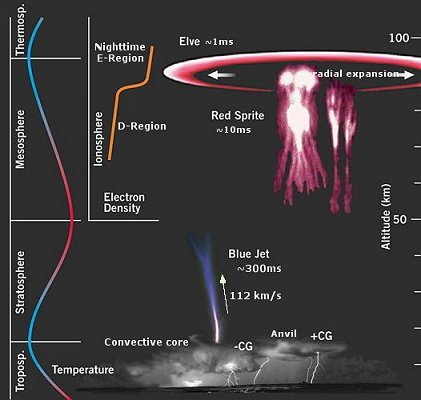 Thermosp.
Mesosphere
Stratosphere
Troposp.
Temperature
Nighttime
E-Region
D-Region
Ionosphere
Electron
Density
Elve ~1ms
radial expansion
Red Sprite
~10ms
Blue Jet
~300ms
112 km/s
Convective core
-CG
Anvil
+CG
100
50
Altitude (km)